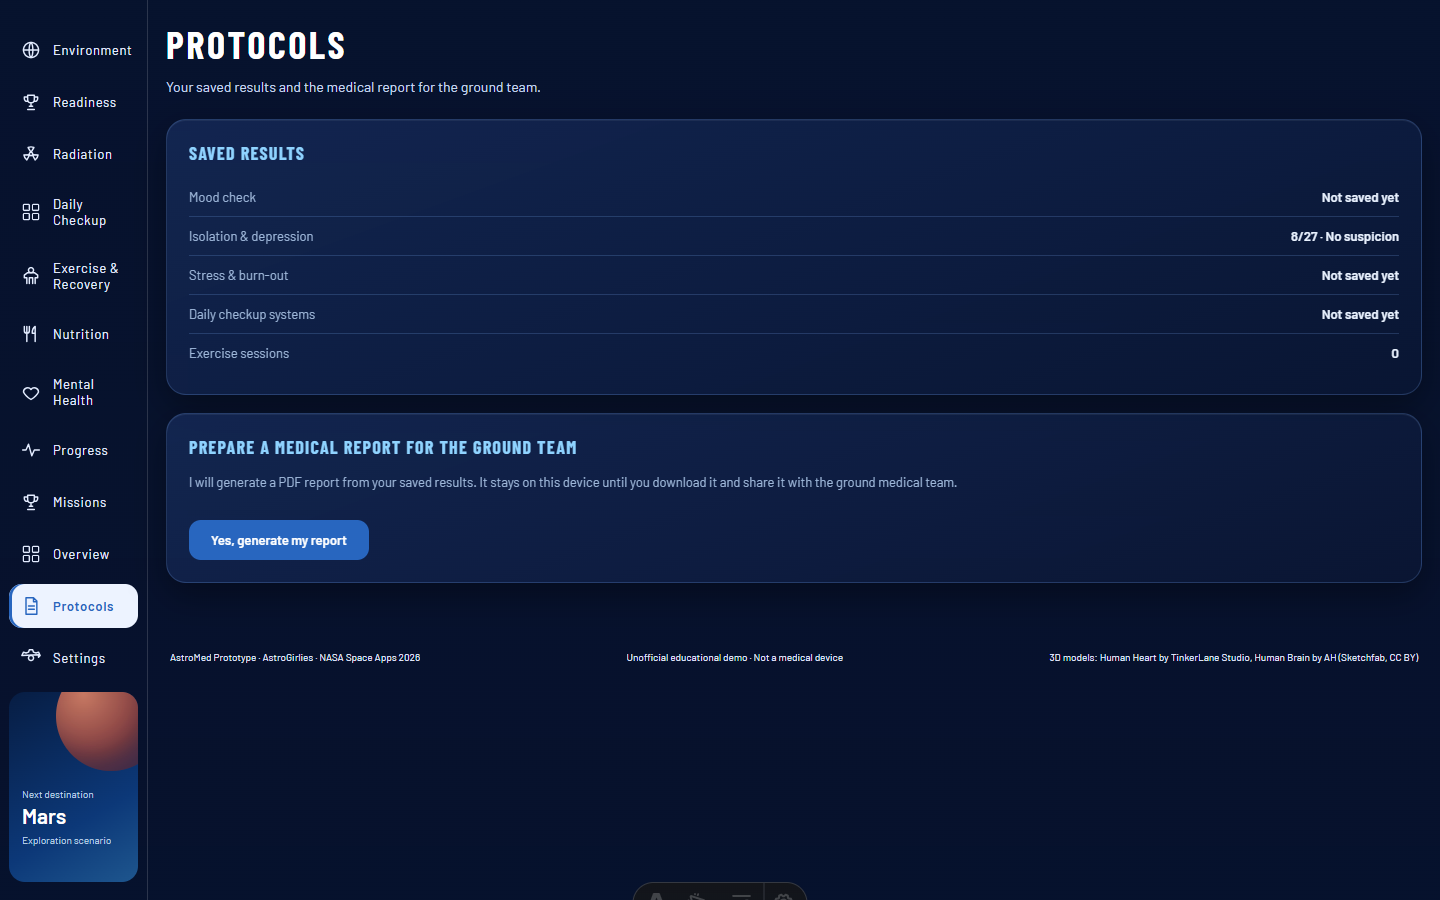 Environment
Readiness
Radiation
Daily
Checkup
Exercise &
Recovery
Nutrition
Mental
Health
Progress
Missions
Overview
Protocols
Settings
Next destination
Mars
Exploration scenario
PROTOCOLS
Your saved results and the medical report for the ground team.
SAVED RESULTS
Mood check Not saved yet
Isolation & depression 8/27 · No suspicion
Stress & burn-out Not saved yet
Daily checkup systems Not saved yet
Exercise sessions 0
PREPARE A MEDICAL REPORT FOR THE GROUND TEAM
I will generate a PDF report from your saved results. It stays on this device until you download it and share it with the ground medical team.
Yes, generate my report
AstroMed Prototype · AstroGirlies · NASA Space Apps 2026 Unofficial educational demo · Not a medical device 3D models: Human Heart by TinkerLane Studio, Human Brain by AH (Sketchfab, CC BY)